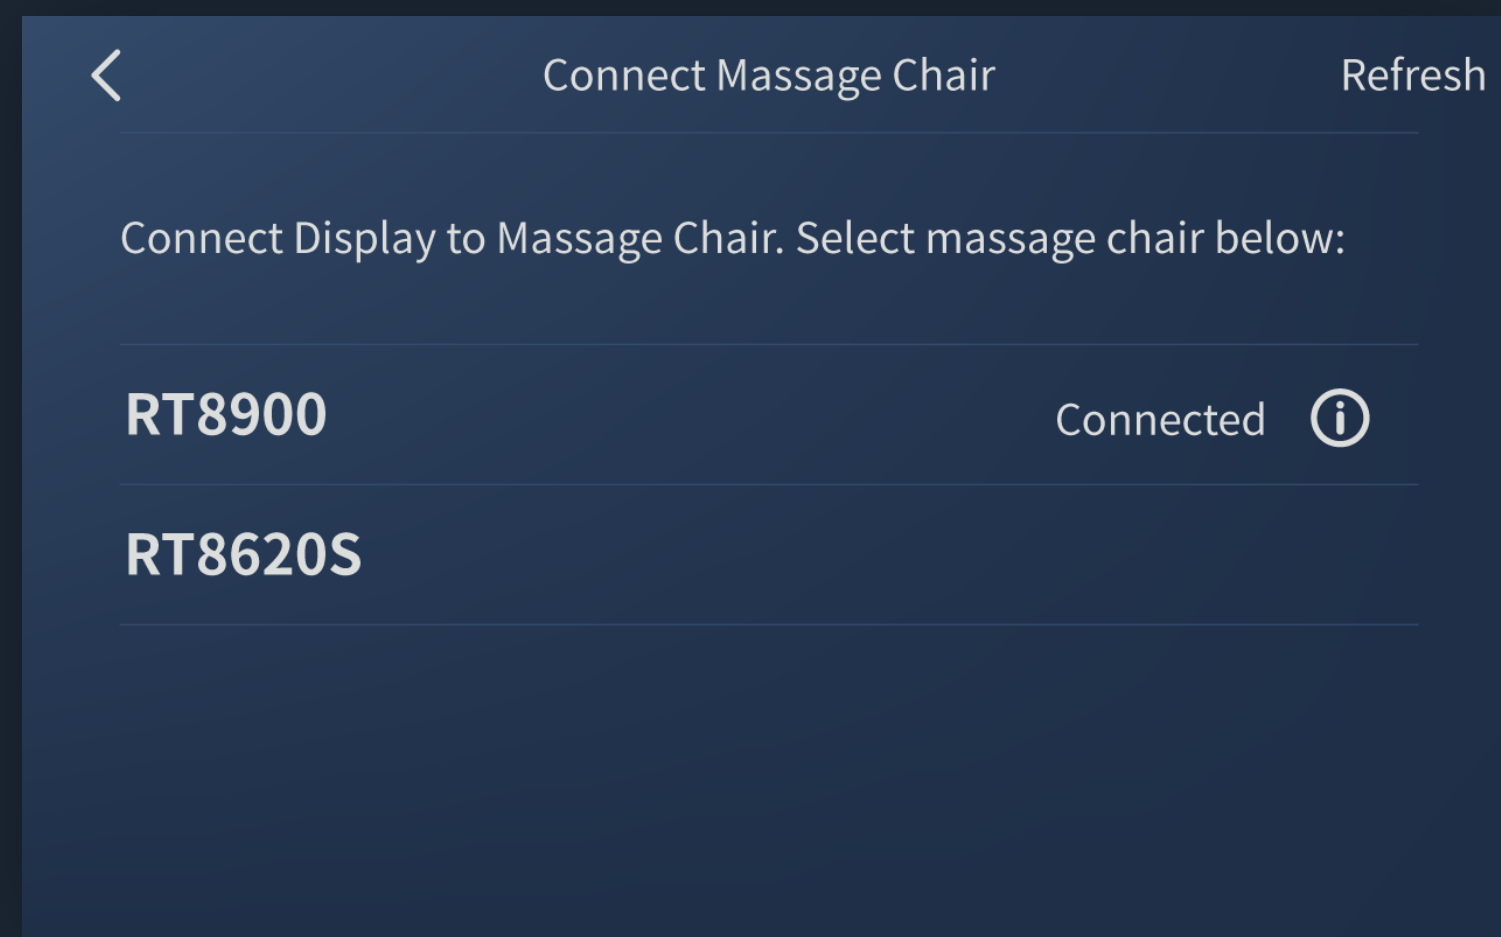 Connect Massage Chair
Refresh
Connect Display to Massage Chair. Select massage chair below:
RT8900
Connected
RT8620S